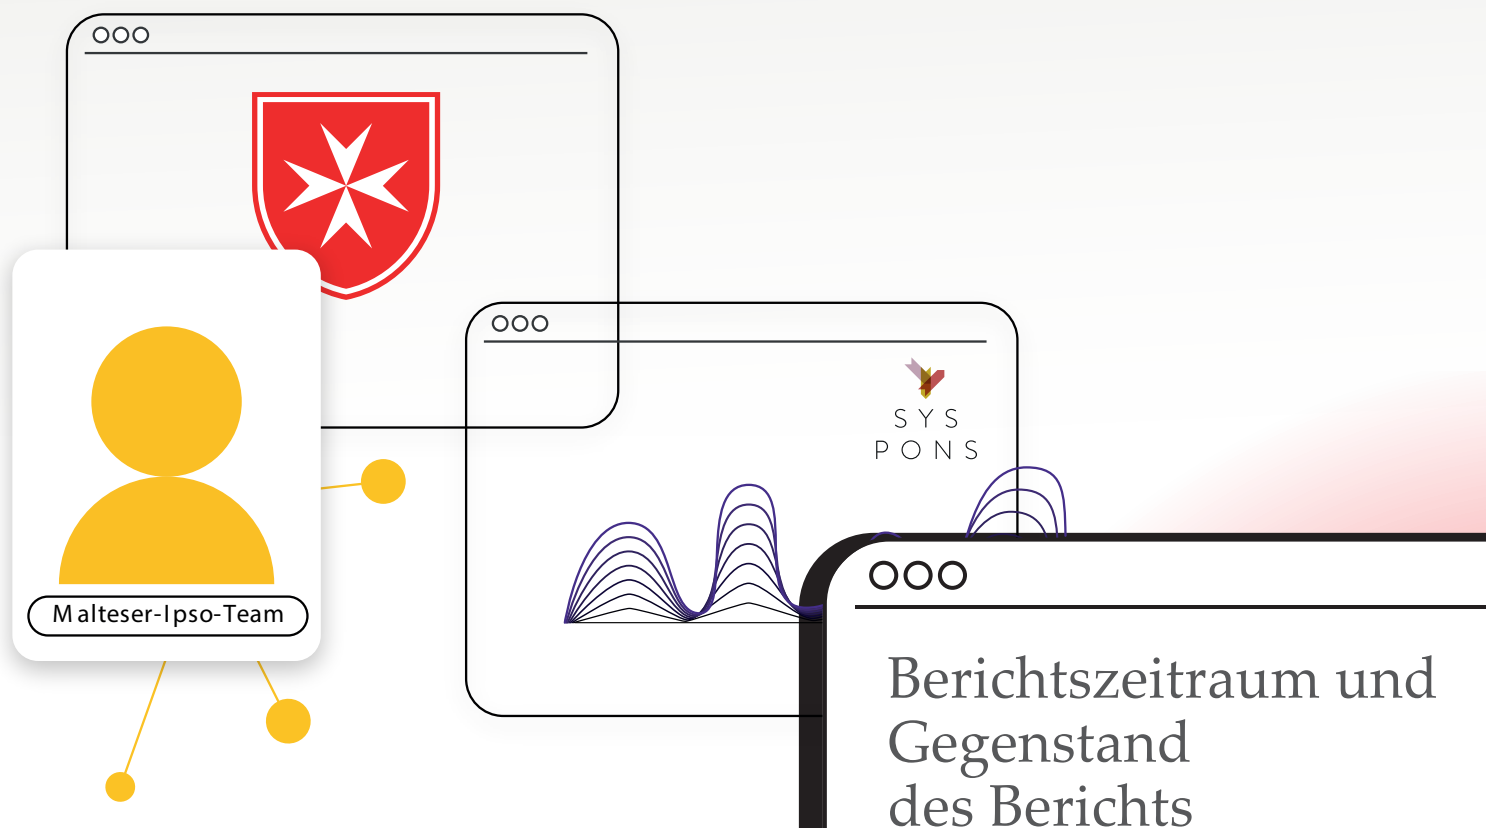 SYS
PONS
Malteser-Ipso-Team
Berichtszeitraum und
Gegenstand
des Berichts